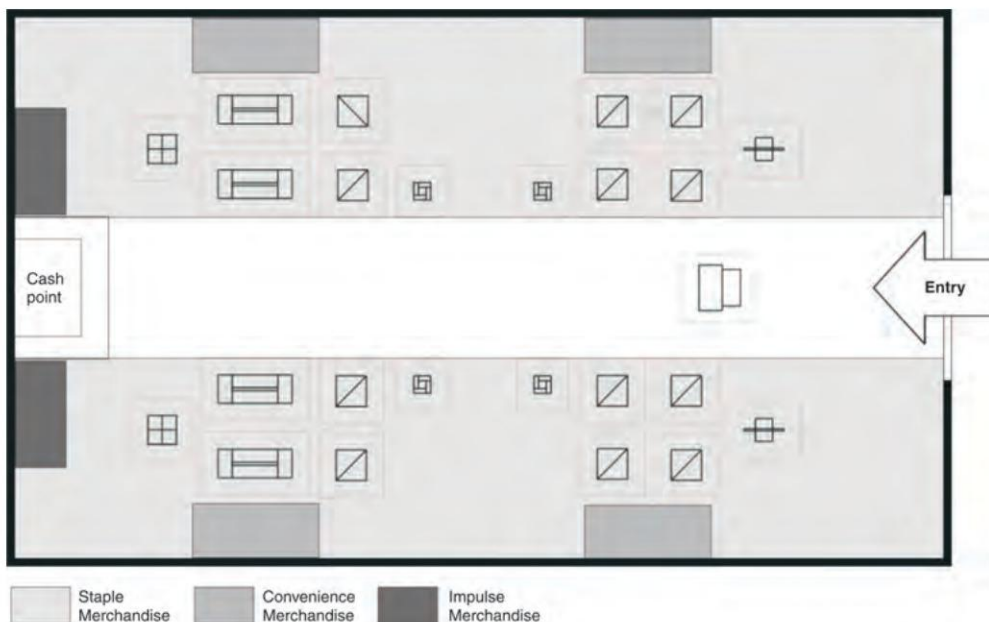 Cash
point
Entry
Staple
Merchandise
Convenience
Merchandise
Impulse
Merchandise